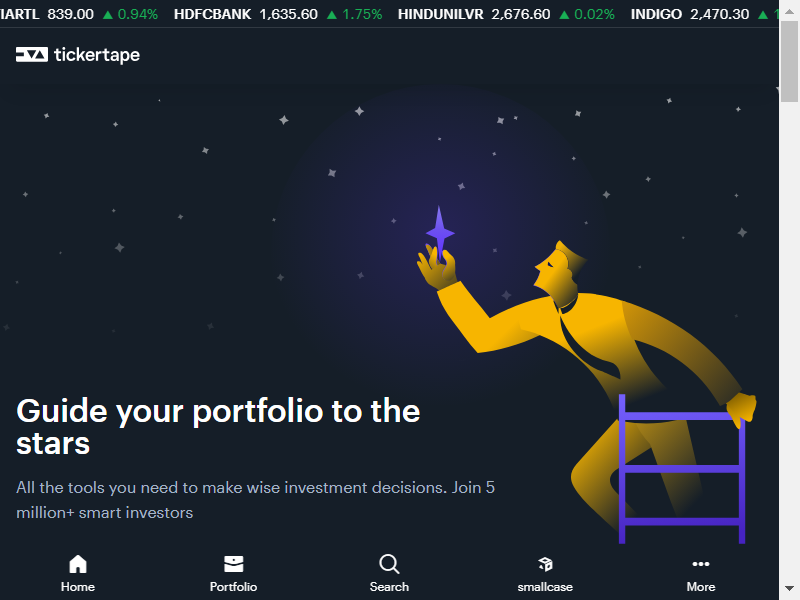 IARTL 839.00 ▲ 0.94% HDFCBANK 1,635.60 ▲ 1.75% HINDUNILVR 2,676.60 ▲ 0.02% INDIGO 2,470.30 ▲
tickertape
Guide your portfolio to the
stars
All the tools you need to make wise investment decisions. Join 5
million+ smart investors
Home Portfolio Search smallcase More